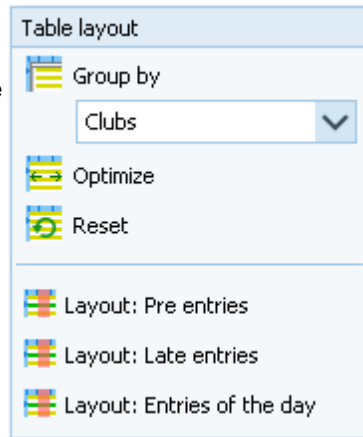 Table layout
Group by
Clubs
Optimize
Reset
Layout: Pre entries
Layout: Late entries
Layout: Entries of the day